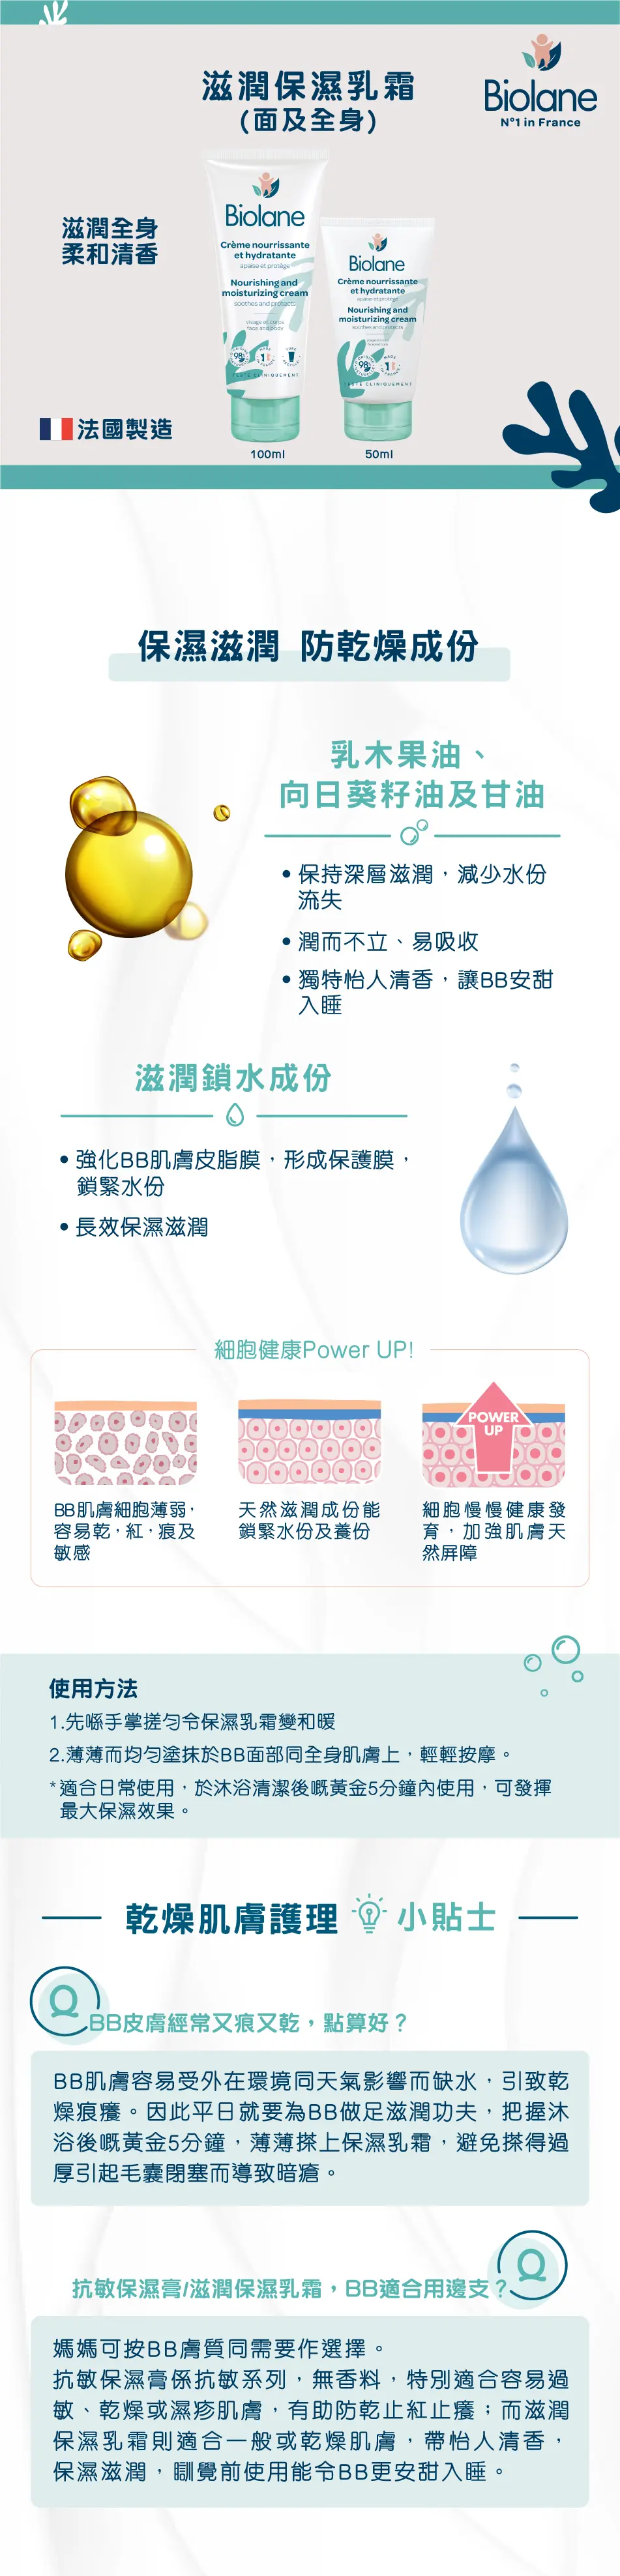 滋潤保濕乳霜
(面及全身)
Biolane
N°1 in France
滋潤全身
柔和清香
Biolane
Crème nourrissante
et hydratante
apaise et protège
Nourishing and
moisturizing cream
soothes and protects
visage et corps
face and body
98%
1
TESTÉ CLINIQUEMENT
Biolane
Crème nourrissante
et hydratante
apaise et protège
Nourishing and
moisturizing cream
soothes and protects
98%
1
TESTÉ CLINIQUEMENT
法國製造
100ml
50ml
保濕滋潤 防乾燥成份
乳木果油、
向日葵籽油及甘油
• 保持深層滋潤，減少水份
流失
• 潤而不立、易吸收
• 獨特怡人清香，讓BB安甜
入睡
滋潤鎖水成份
• 強化BB肌膚皮脂膜，形成保護膜，
鎖緊水份
• 長效保濕滋潤
細胞健康Power UP!
POWER
UP
BB肌膚細胞薄弱，
容易乾，紅，痕及
敏感
天然滋潤成份能
鎖緊水份及養份
細胞慢慢健康發
育，加強肌膚天
然屏障
使用方法
1.先喺手掌搓勻令保濕乳霜變和暖
2.薄薄而均勻塗抹於BB面部同全身肌膚上，輕輕按摩。
*適合日常使用，於沐浴清潔後嘅黃金5分鐘內使用，可發揮
最大保濕效果。
乾燥肌膚護理 小貼士
Q
BB皮膚經常又痕又乾，點算好？
BB肌膚容易受外在環境同天氣影響而缺水，引致乾
燥痕癢。因此平日就要為BB做足滋潤功夫，把握沐
浴後嘅黃金5分鐘，薄薄搽上保濕乳霜，避免搽得過
厚引起毛囊閉塞而導致暗瘡。
Q
抗敏保濕膏/滋潤保濕乳霜，BB適合用邊支？
媽媽可按BB膚質同需要作選擇。
抗敏保濕膏係抗敏系列，無香料，特別適合容易過
敏、乾燥或濕疹肌膚，有助防乾止紅止癢；而滋潤
保濕乳霜則適合一般或乾燥肌膚，帶怡人清香，
保濕滋潤，瞓覺前使用能令BB更安甜入睡。